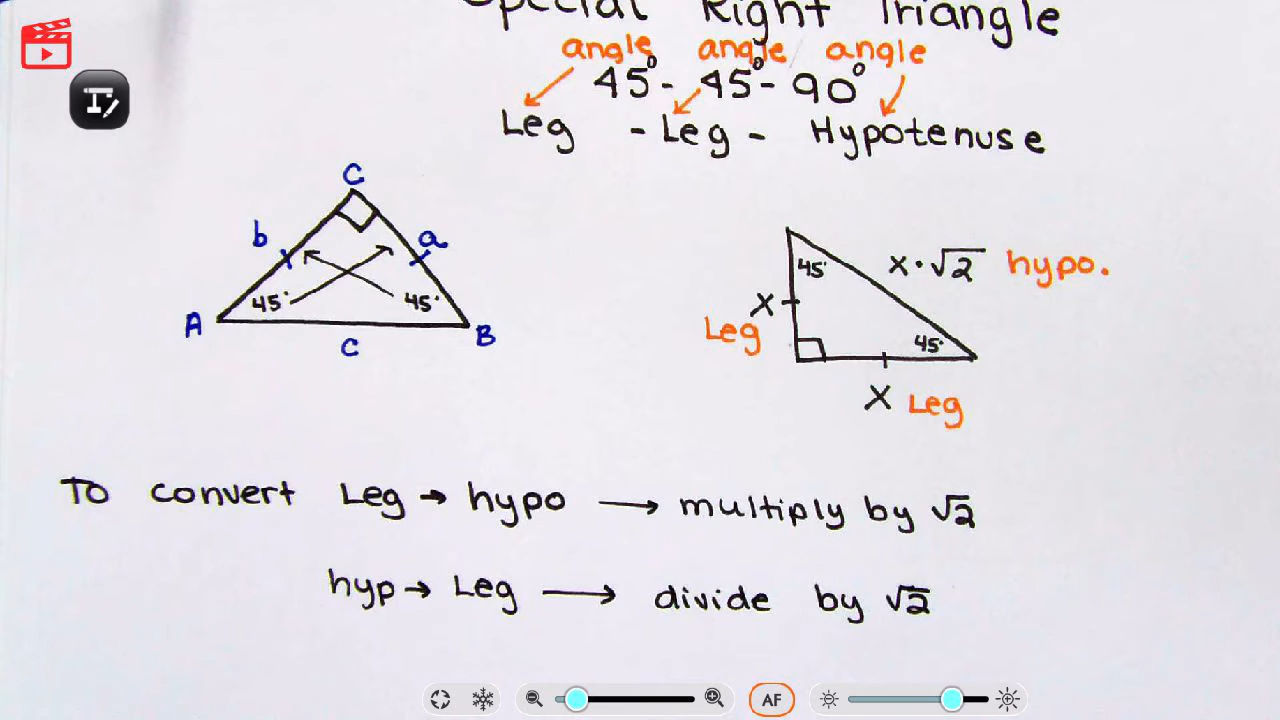 Special Right Triangle
angle angle angle
45° - 45° - 90°
Leg - Leg - Hypotenuse
C
b a
45° 45°
A B
c
45°
x · √2 hypo.
x
Leg
45°
x Leg
To convert Leg → hypo → multiply by √2
hyp → Leg → divide by √2
AF